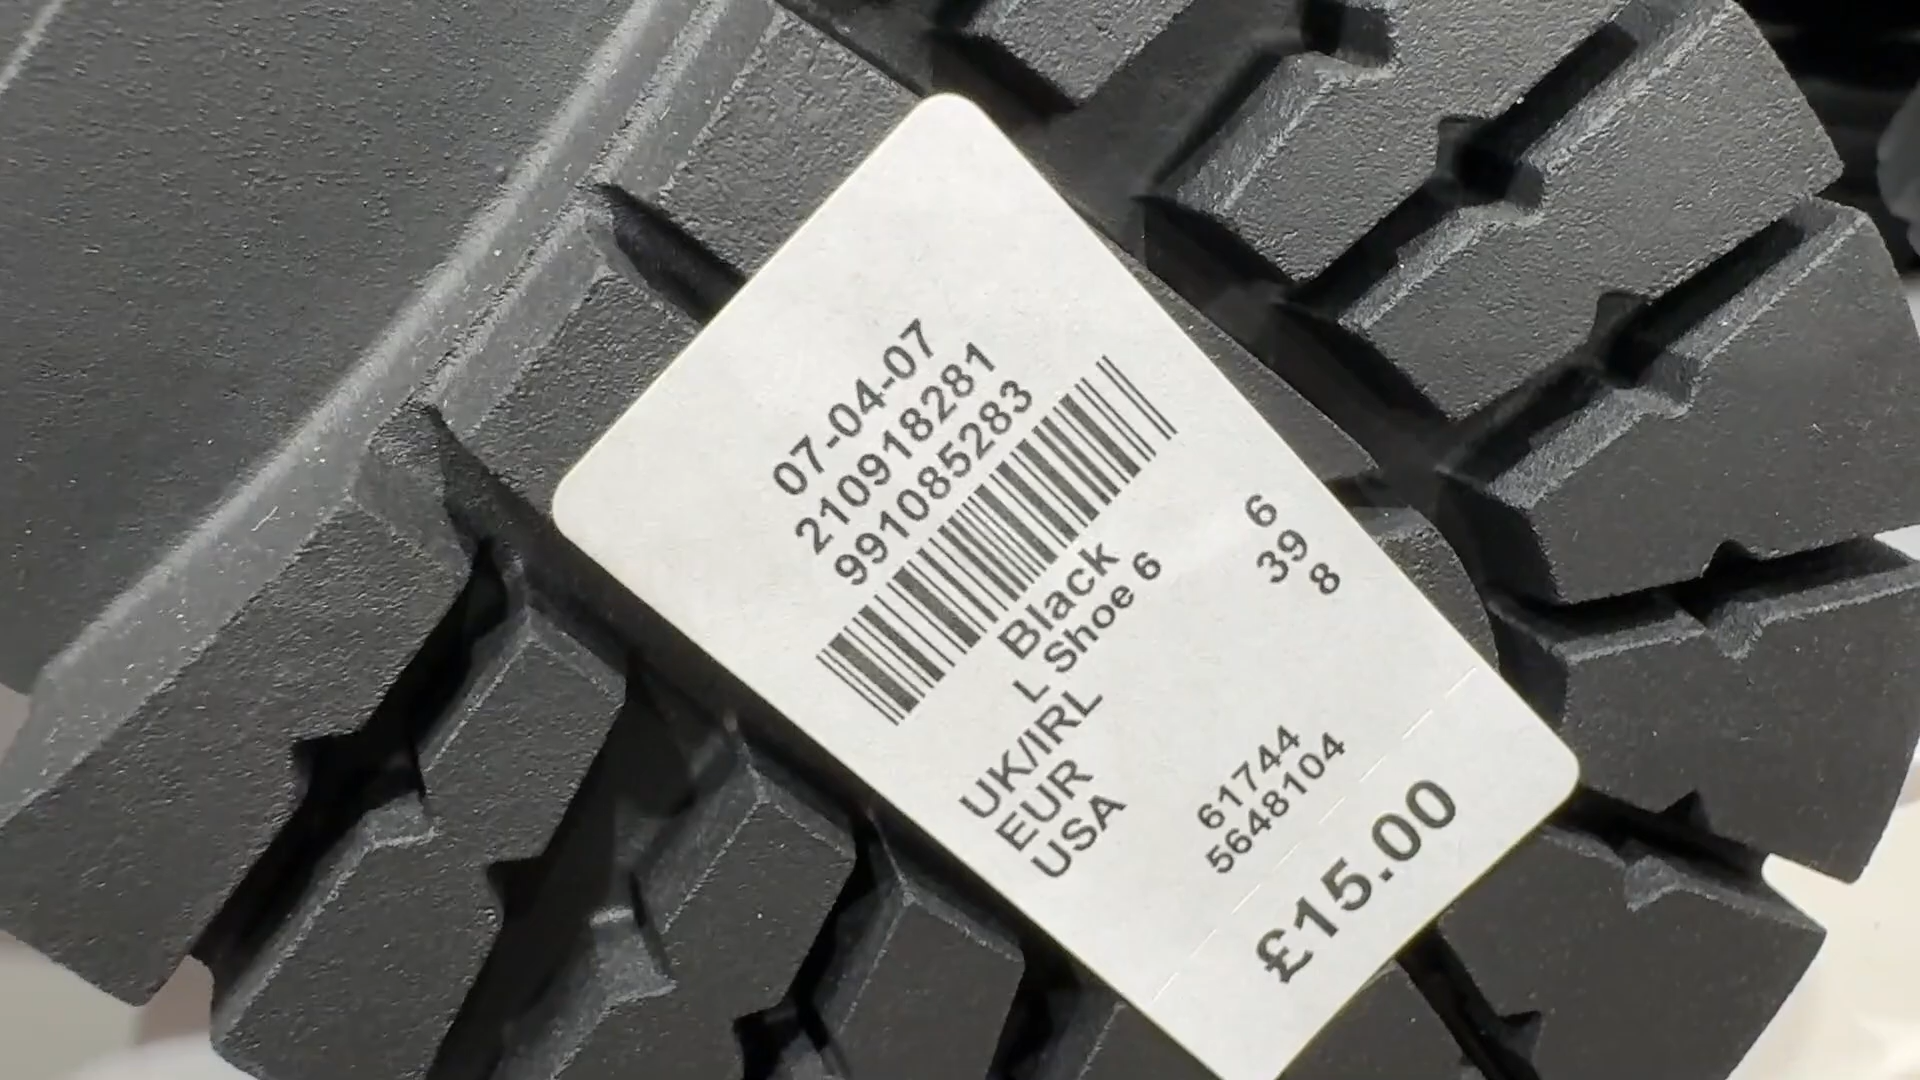 07-04-07
210918281
991085283
Black
L Shoe 6
UK/IRL 6
EUR 39
USA 8
61744
5648104
£15.00